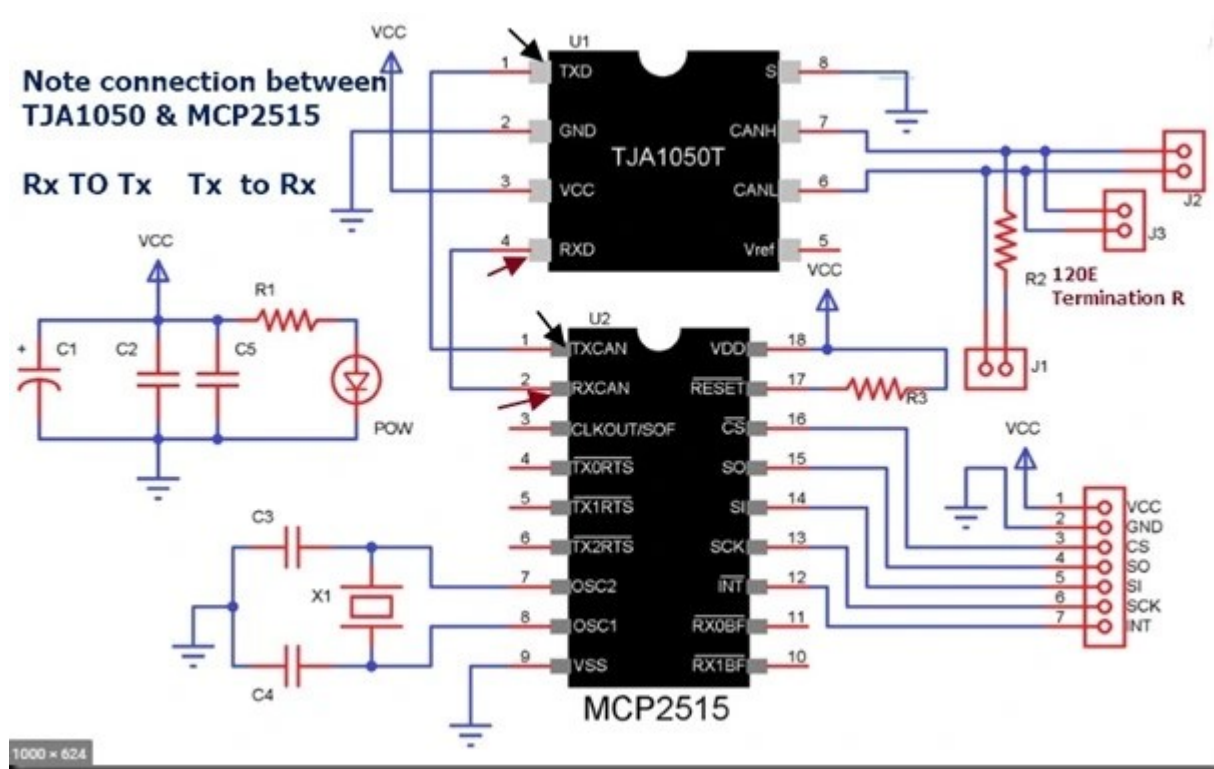 Note connection between
TJA1050 & MCP2515
Rx TO Tx Tx to Rx
VCC
U1
TJA1050T
1 TXD
2 GND
3 VCC
4 RXD
S 8
CANH 7
CANL 6
Vref 5
J2
J3
R2 120E
Termination R
J1
VCC
R1
+ C1
C2
C5
POW
VCC
U2
1 TXCAN
2 RXCAN
3 CLKOUT/SOF
4 TX0RTS
5 TX1RTS
6 TX2RTS
7 OSC2
8 OSC1
9 VSS
VDD 18
RESET 17
CS 16
SO 15
SI 14
SCK 13
INT 12
RX0BF 11
RX1BF 10
MCP2515
R3
C3
X1
C4
VCC
1 VCC
2 GND
3 CS
4 SO
5 SI
6 SCK
7 INT
1000 × 624